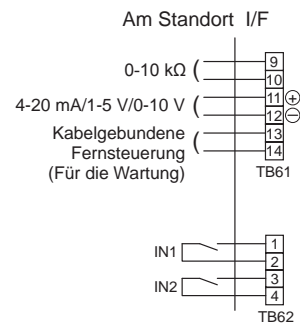 Am Standort I/F
0-10 kΩ
9
10
4-20 mA/1-5 V/0-10 V
11 +
12 −
Kabelgebundene
Fernsteuerung
(Für die Wartung)
13
14
TB61
IN1
1
2
IN2
3
4
TB62